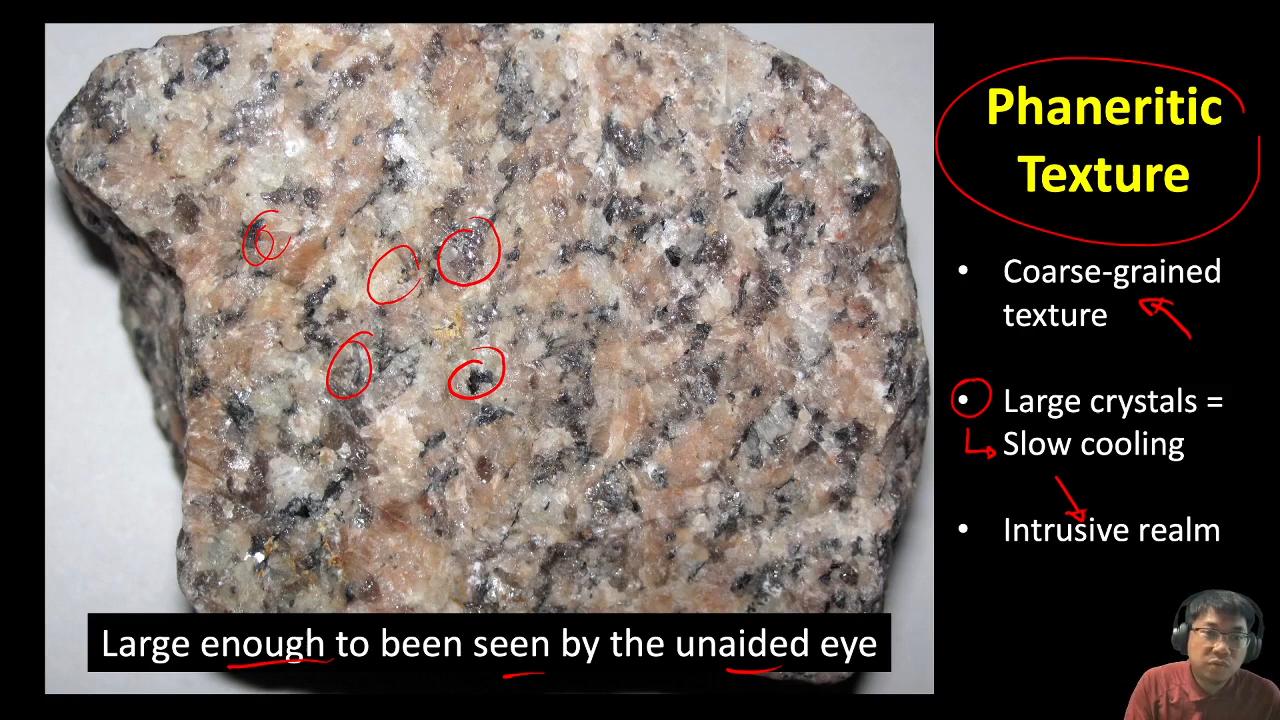 Phaneritic
Texture
• Coarse-grained
texture
• Large crystals =
Slow cooling
• Intrusive realm
Large enough to been seen by the unaided eye